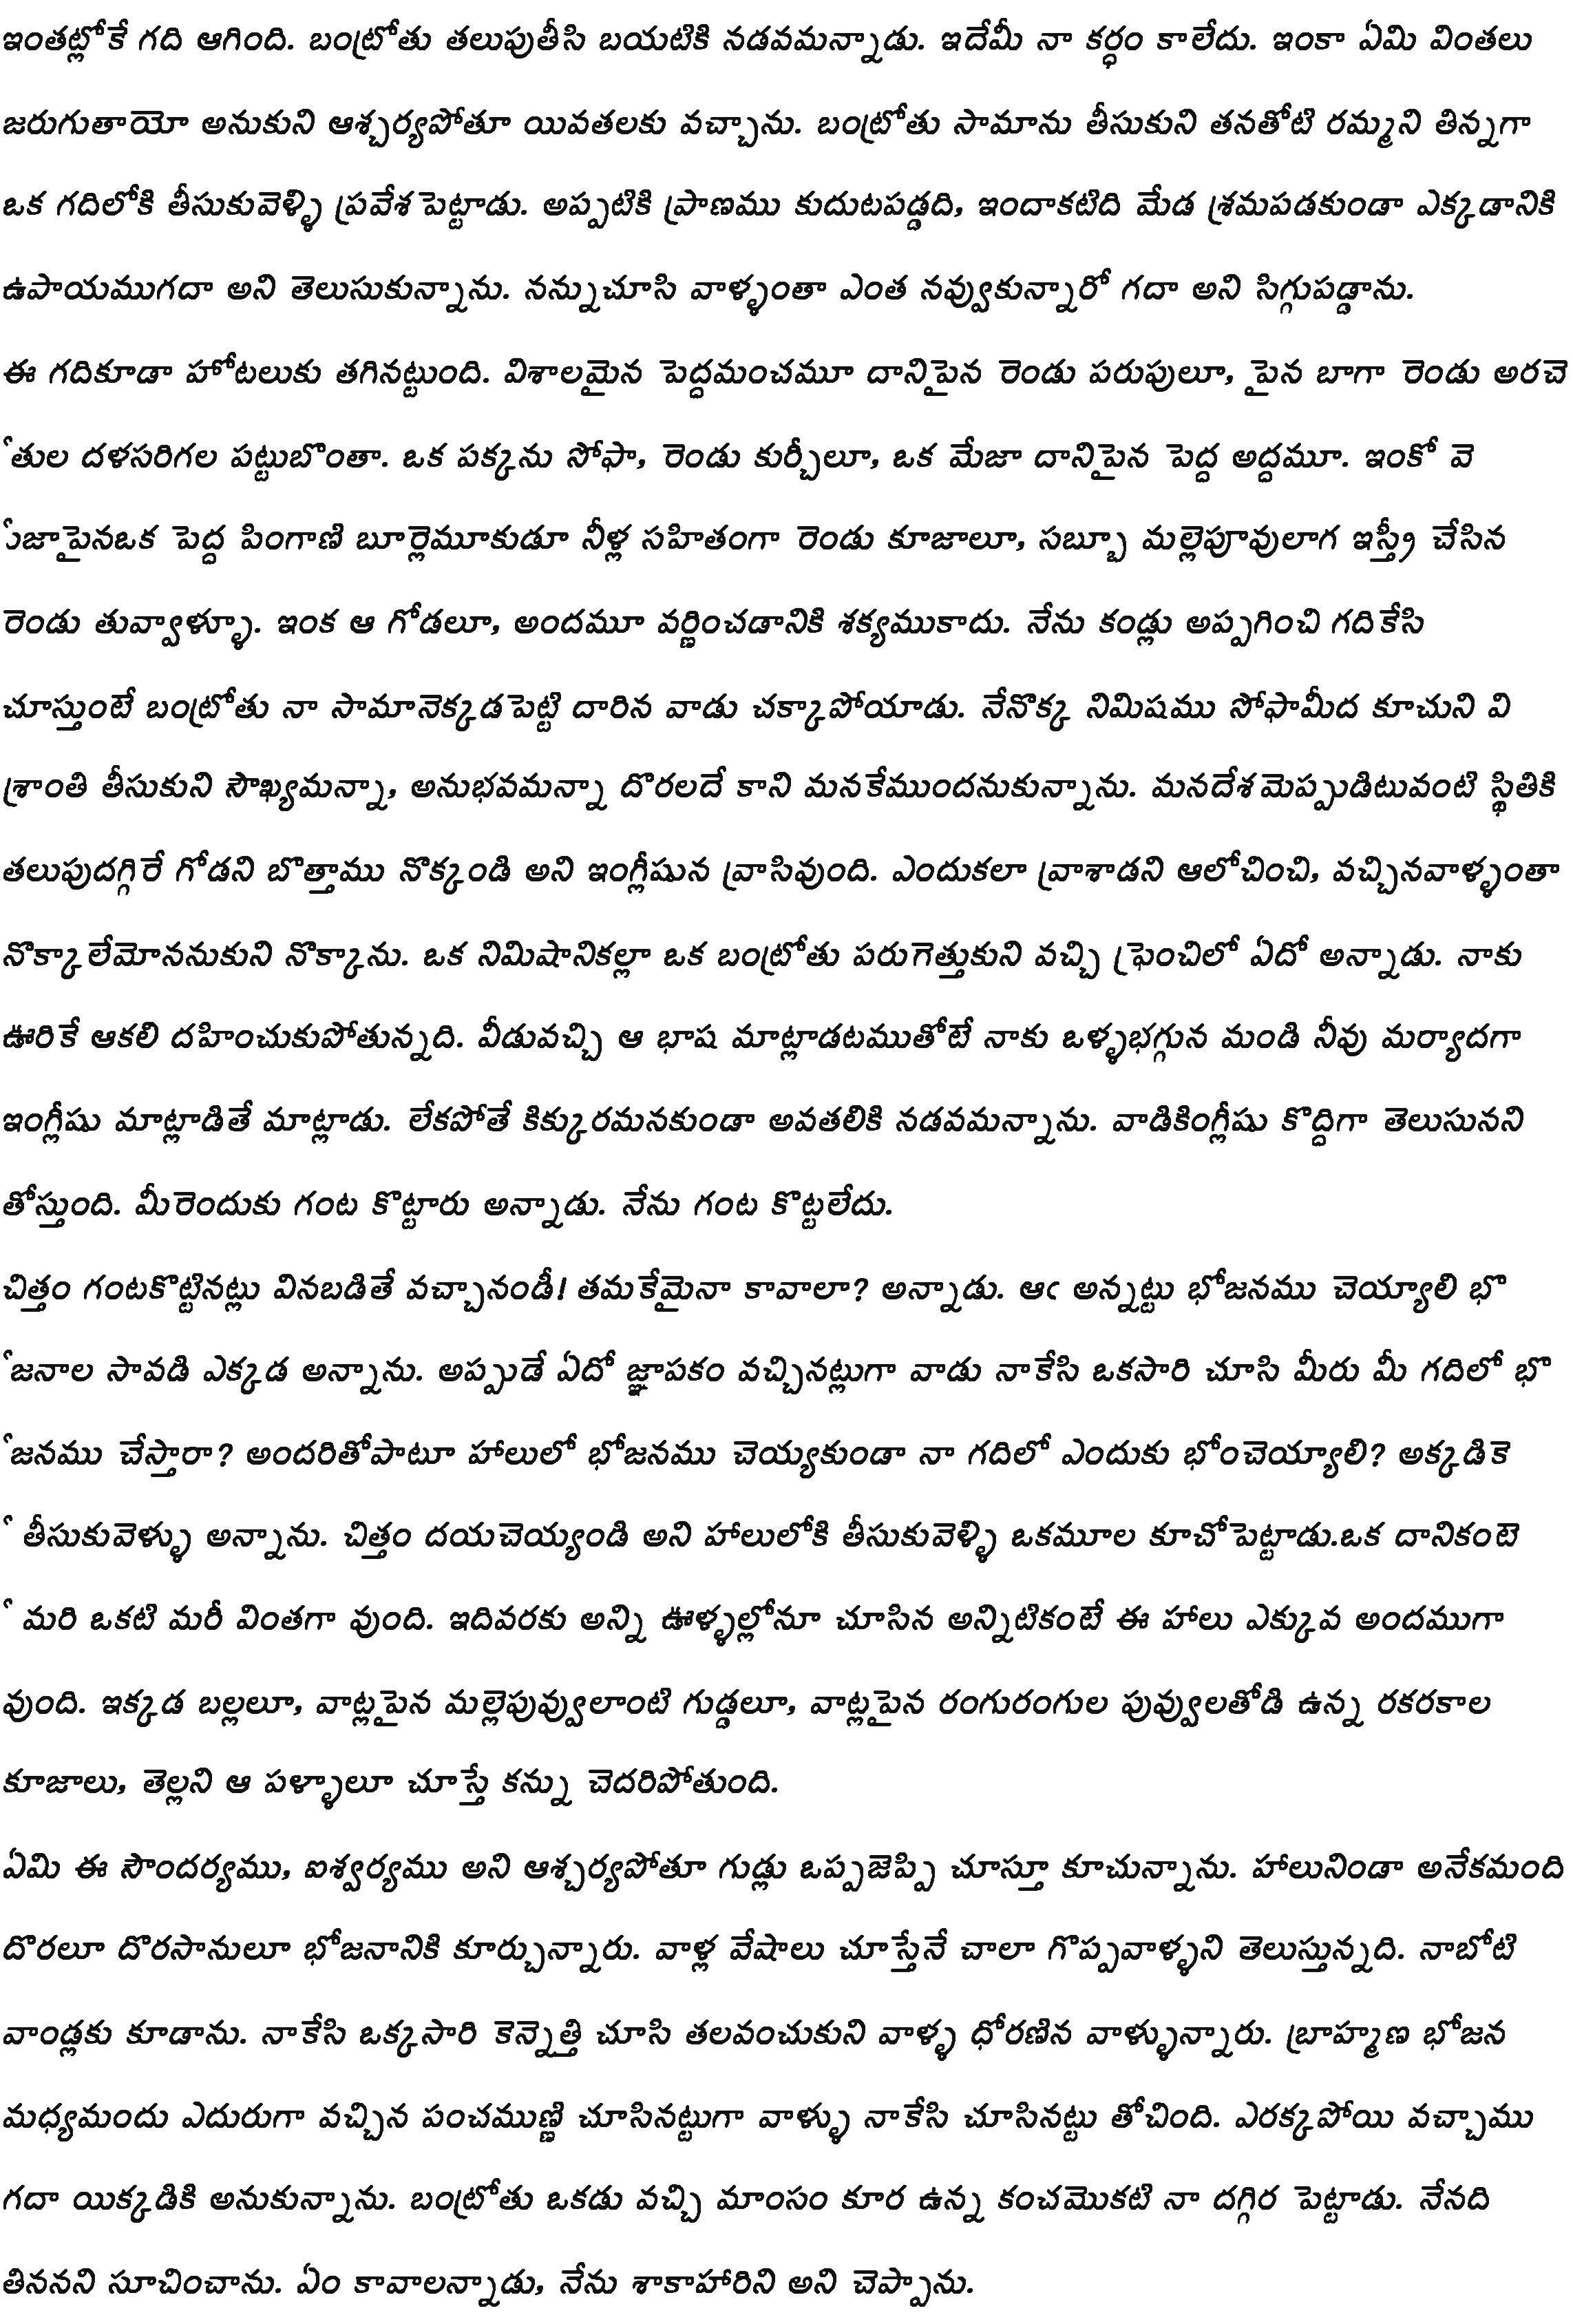 ఇంతట్లోకే గది ఆగింది. బంట్రోతు తలుపుతీసి బయటికి నడవమన్నాడు. ఇదేమీ నా కర్ధం కాలేదు. ఇంకా ఏమి వింతలు
జరుగుతాయో అనుకుని ఆశ్చర్యపోతూ యివతలకు వచ్చాను. బంట్రోతు సామాను తీసుకుని తనతోటి రమ్మని తిన్నగా
ఒక గదిలోకి తీసుకువెళ్ళి ప్రవేశపెట్టాడు. అప్పటికి ప్రాణము కుదుటపడ్డది, ఇందాకటిది మేడ శ్రమపడకుండా ఎక్కడానికి
ఉపాయముగదా అని తెలుసుకున్నాను. నన్నుచూసి వాళ్ళంతా ఎంత నవ్వుకున్నారో గదా అని సిగ్గుపడ్డాను.
ఈ గదికూడా హోటలుకు తగినట్టుంది. విశాలమైన పెద్దమంచమూ దానిపైన రెండు పరుపులూ, పైన బాగా రెండు అరచె
ేతుల దళసరిగల పట్టుబొంతా. ఒక పక్కను సోఫా, రెండు కుర్చీలూ, ఒక మేజా దానిపైన పెద్ద అద్దమూ. ఇంకో వె
ేుజాపైనఒక పెద్ద పింగాణి బూర్లెమూకుడూ నీళ్ల సహితంగా రెండు కూజాలూ, సబ్బూ మల్లెపూవులాగ ఇస్త్రీ చేసిన
రెండు తువ్వాళ్ళూ. ఇంక ఆ గోడలూ, అందమూ వర్ణించడానికి శక్యముకాదు. నేను కండ్లు అప్పగించి గదికేసి
చూస్తుంటే బంట్రోతు నా సామానెక్కడపెట్టి దారిన వాడు చక్కాపోయాడు. నేనొక్క నిమిషము సోఫామీద కూచుని వి
శ్రాంతి తీసుకుని సౌఖ్యమన్నా, అనుభవమన్నా దొరలదే కాని మనకేముందనుకున్నాను. మనదేశమెప్పుడిటువంటి స్థితికి
తలుపుదగ్గిరే గోడని బొత్తాము నొక్కండి అని ఇంగ్లీషున వ్రాసివుంది. ఎందుకలా వ్రాశాడని ఆలోచించి, వచ్చినవాళ్ళంతా
నొక్కాలేమోననుకుని నొక్కాను. ఒక నిమిషానికల్లా ఒక బంట్రోతు పరుగెత్తుకుని వచ్చి ఫ్రెంచిలో ఏదో అన్నాడు. నాకు
ఊరికే ఆకలి దహించుకుపోతున్నది. వీడువచ్చి ఆ భాష మాట్లాడటముతోటే నాకు ఒళ్ళుభగ్గున మండి నీవు మర్యాదగా
ఇంగ్లీషు మాట్లాడితే మాట్లాడు. లేకపోతే కిక్కురమనకుండా అవతలికి నడవమన్నాను. వాడికింగ్లీషు కొద్దిగా తెలుసునని
తోస్తుంది. మీరెందుకు గంట కొట్టారు అన్నాడు. నేను గంట కొట్టలేదు.
చిత్తం గంటకొట్టినట్లు వినబడితే వచ్చానండీ! తమకేమైనా కావాలా? అన్నాడు. ఆఁ అన్నట్టు భోజనము చెయ్యాలి భొ
ేజనాల సావడి ఎక్కడ అన్నాను. అప్పుడే ఏదో జ్ఞాపకం వచ్చినట్లుగా వాడు నాకేసి ఒకసారి చూసి మీరు మీ గదిలో భొ
ేజనము చేస్తారా? అందరితోపాటూ హాలులో భోజనము చెయ్యకుండా నా గదిలో ఎందుకు భోంచెయ్యాలి? అక్కడికె
ే తీసుకువెళ్ళు అన్నాను. చిత్తం దయచెయ్యండి అని హాలులోకి తీసుకువెళ్ళి ఒకమూల కూచోపెట్టాడు.ఒక దానికంటె
ే మరి ఒకటి మరీ వింతగా వుంది. ఇదివరకు అన్ని ఊళ్ళల్లోనూ చూసిన అన్నిటికంటే ఈ హాలు ఎక్కువ అందముగా
వుంది. ఇక్కడ బల్లలూ, వాట్లపైన మల్లెపువ్వులాంటి గుడ్డలూ, వాట్లపైన రంగురంగుల పువ్వులతోడి ఉన్న రకరకాల
కూజాలు, తెల్లని ఆ పళ్ళాలూ చూస్తే కన్ను చెదరిపోతుంది.
ఏమి ఈ సౌందర్యము, ఐశ్వర్యము అని ఆశ్చర్యపోతూ గుడ్లు ఒప్పజెప్పి చూస్తూ కూచున్నాను. హాలునిండా అనేకమంది
దొరలూ దొరసానులూ భోజనానికి కూర్చున్నారు. వాళ్ల వేషాలు చూస్తేనే చాలా గొప్పవాళ్ళని తెలుస్తున్నది. నాబోటి
వాండ్లకు కూడాను. నాకేసి ఒక్కసారి కెన్నెత్తి చూసి తలవంచుకుని వాళ్ళ ధోరణిన వాళ్ళున్నారు. బ్రాహ్మణ భోజన
మధ్యమందు ఎదురుగా వచ్చిన పంచముణ్ణి చూసినట్టుగా వాళ్ళు నాకేసి చూసినట్టు తోచింది. ఎరక్కపోయి వచ్చాము
గదా యిక్కడికి అనుకున్నాను. బంట్రోతు ఒకడు వచ్చి మాంసం కూర ఉన్న కంచమొకటి నా దగ్గిర పెట్టాడు. నేనది
తిననని సూచించాను. ఏం కావాలన్నాడు, నేను శాకాహారిని అని చెప్పాను.